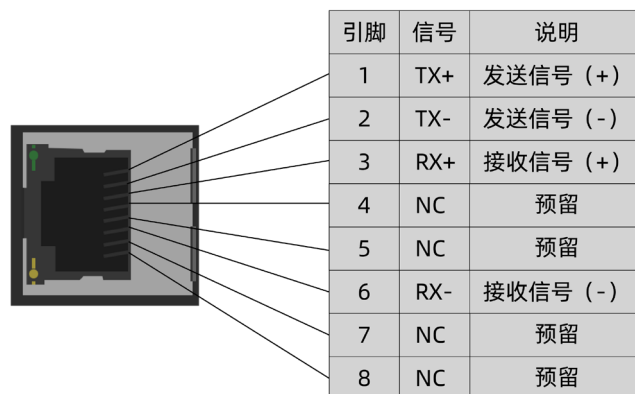 引脚 信号 说明
1 TX+ 发送信号（+）
2 TX- 发送信号（-）
3 RX+ 接收信号（+）
4 NC 预留
5 NC 预留
6 RX- 接收信号（-）
7 NC 预留
8 NC 预留